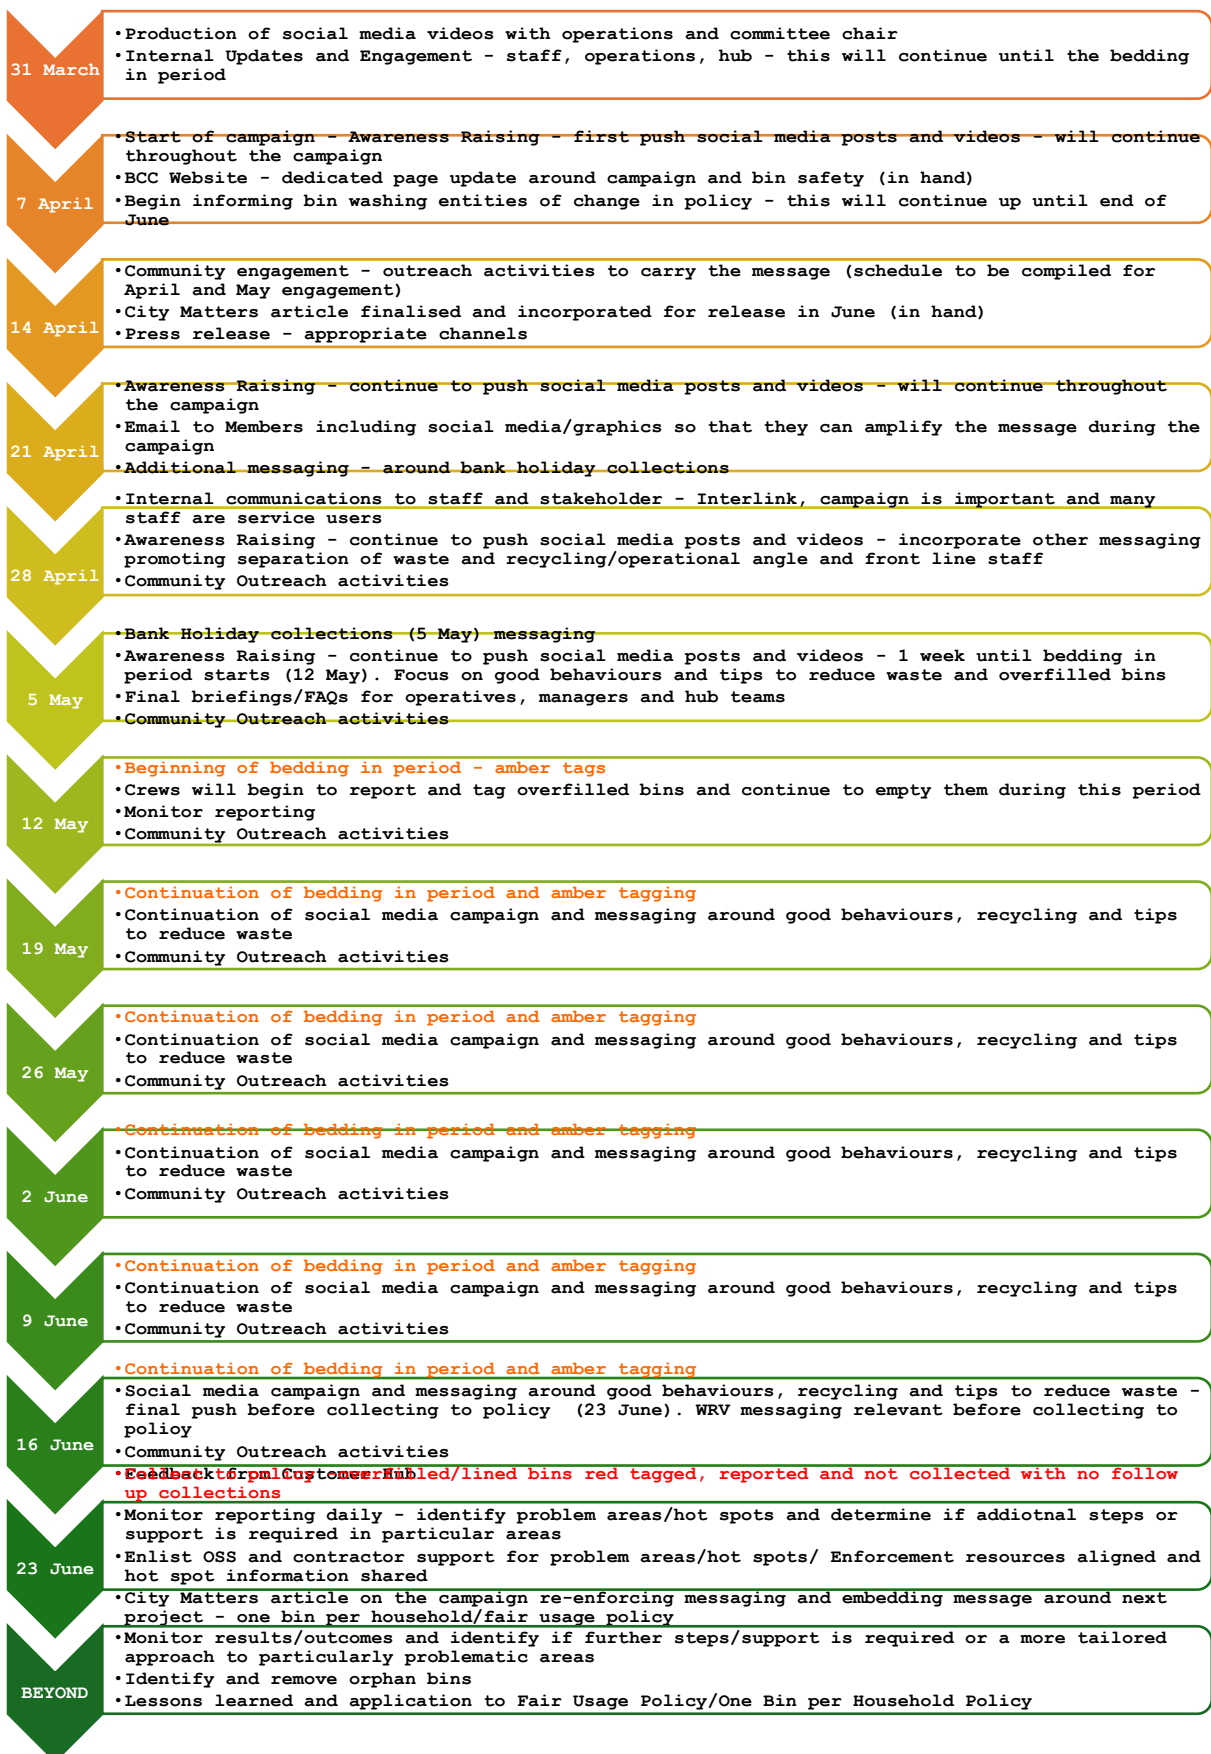 31 March
•Production of social media videos with operations and committee chair
•Internal Updates and Engagement - staff, operations, hub - this will continue until the bedding
in period
7 April
•Start of campaign - Awareness Raising - first push social media posts and videos - will continue
throughout the campaign
•BCC Website - dedicated page update around campaign and bin safety (in hand)
•Begin informing bin washing entities of change in policy - this will continue up until end of
June
14 April
•Community engagement - outreach activities to carry the message (schedule to be compiled for
April and May engagement)
•City Matters article finalised and incorporated for release in June (in hand)
•Press release - appropriate channels
21 April
•Awareness Raising - continue to push social media posts and videos - will continue throughout
the campaign
•Email to Members including social media/graphics so that they can amplify the message during the
campaign
•Additional messaging - around bank holiday collections
28 April
•Internal communications to staff and stakeholder - Interlink, campaign is important and many
staff are service users
•Awareness Raising - continue to push social media posts and videos - incorporate other messaging
promoting separation of waste and recycling/operational angle and front line staff
•Community Outreach activities
5 May
•Bank Holiday collections (5 May) messaging
•Awareness Raising - continue to push social media posts and videos - 1 week until bedding in
period starts (12 May). Focus on good behaviours and tips to reduce waste and overfilled bins
•Final briefings/FAQs for operatives, managers and hub teams
•Community Outreach activities
12 May
•Beginning of bedding in period - amber tags
•Crews will begin to report and tag overfilled bins and continue to empty them during this period
•Monitor reporting
•Community Outreach activities
19 May
•Continuation of bedding in period and amber tagging
•Continuation of social media campaign and messaging around good behaviours, recycling and tips
to reduce waste
•Community Outreach activities
26 May
•Continuation of bedding in period and amber tagging
•Continuation of social media campaign and messaging around good behaviours, recycling and tips
to reduce waste
•Community Outreach activities
2 June
•Continuation of bedding in period and amber tagging
•Continuation of social media campaign and messaging around good behaviours, recycling and tips
to reduce waste
•Community Outreach activities
9 June
•Continuation of bedding in period and amber tagging
•Continuation of social media campaign and messaging around good behaviours, recycling and tips
to reduce waste
•Community Outreach activities
16 June
•Continuation of bedding in period and amber tagging
•Social media campaign and messaging around good behaviours, recycling and tips to reduce waste -
final push before collecting to policy (23 June). WRV messaging relevant before collecting to
polioy
•Community Outreach activities
•Feedback from Customer Hub
23 June
•to policy led/lined bins red tagged, reported and not collected with no follow
up collections
•Monitor reporting daily - identify problem areas/hot spots and determine if addiotnal steps or
support is required in particular areas
•Enlist OSS and contractor support for problem areas/hot spots/ Enforcement resources aligned and
hot spot information shared
BEYOND
•City Matters article on the campaign re-enforcing messaging and embedding message around next
project - one bin per household/fair usage policy
•Monitor results/outcomes and identify if further steps/support is required or a more tailored
approach to particularly problematic areas
•Identify and remove orphan bins
•Lessons learned and application to Fair Usage Policy/One Bin per Household Policy